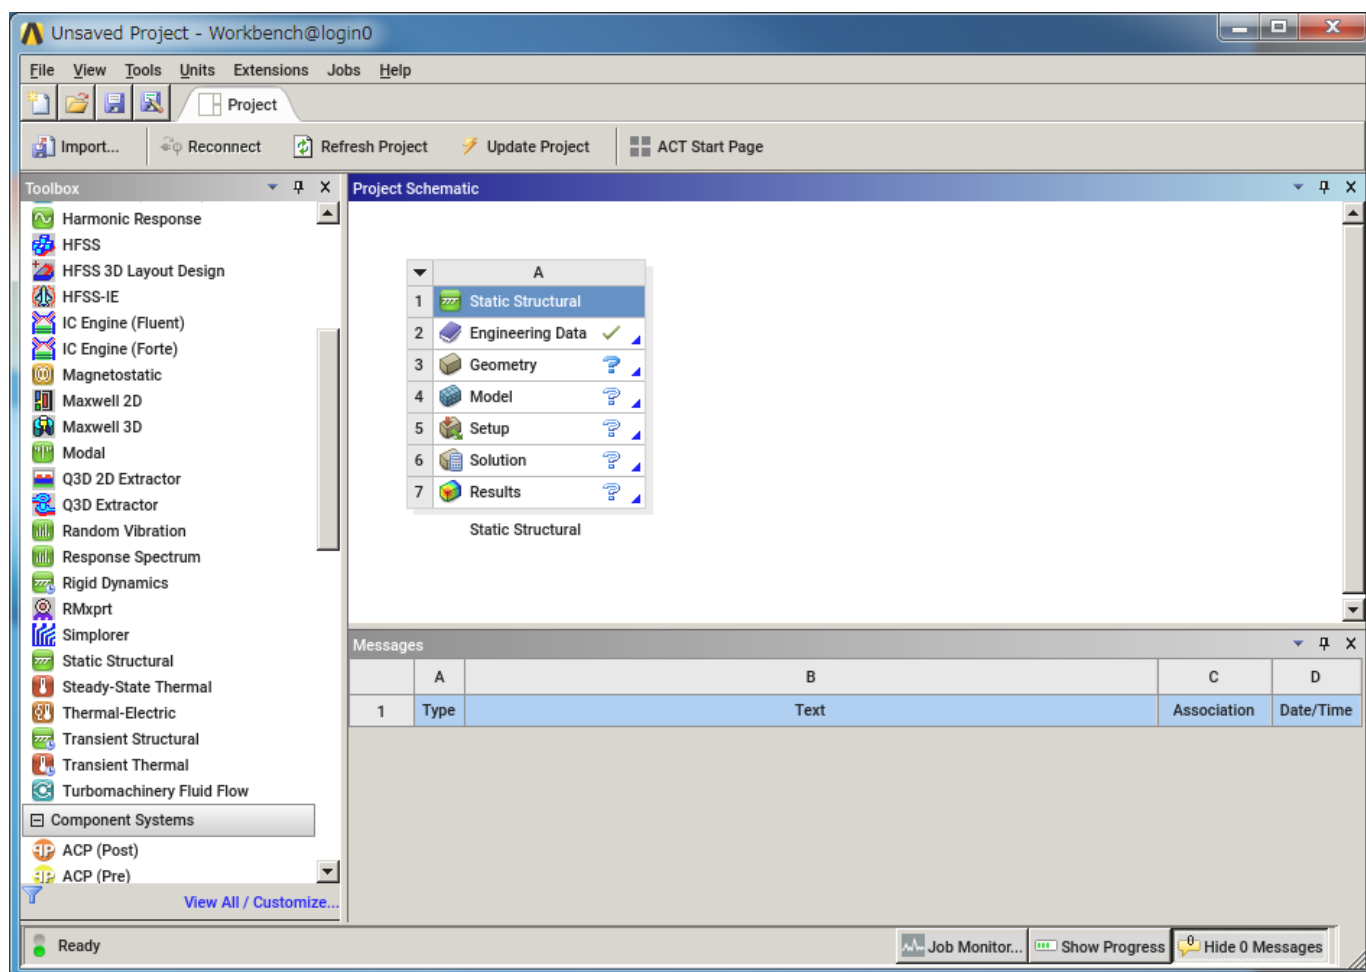 Unsaved Project - Workbench@login0
File View Tools Units Extensions Jobs Help
Project
Import... Reconnect Refresh Project Update Project ACT Start Page
Toolbox
Harmonic Response
HFSS
HFSS 3D Layout Design
HFSS-IE
IC Engine (Fluent)
IC Engine (Forte)
Magnetostatic
Maxwell 2D
Maxwell 3D
Modal
Q3D 2D Extractor
Q3D Extractor
Random Vibration
Response Spectrum
Rigid Dynamics
RMxprt
Simplorer
Static Structural
Steady-State Thermal
Thermal-Electric
Transient Structural
Transient Thermal
Turbomachinery Fluid Flow
Component Systems
ACP (Post)
ACP (Pre)
View All / Customize...
Project Schematic
A
1 Static Structural
2 Engineering Data
3 Geometry ?
4 Model ?
5 Setup ?
6 Solution ?
7 Results ?
Static Structural
Messages
A B C D
1 Type Text Association Date/Time
Ready Job Monitor... Show Progress 0 Hide 0 Messages